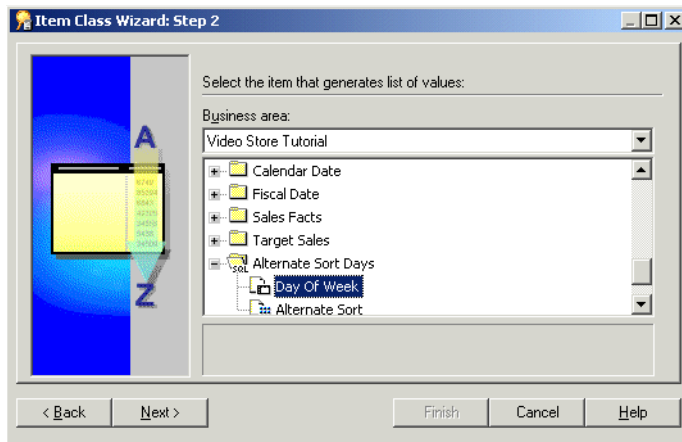 Item Class Wizard: Step 2
Select the item that generates list of values:
Business area:
Video Store Tutorial
Calendar Date
Fiscal Date
Sales Facts
Target Sales
SQL Alternate Sort Days
Day Of Week
Alternate Sort
A
Z
< Back Next > Finish Cancel Help